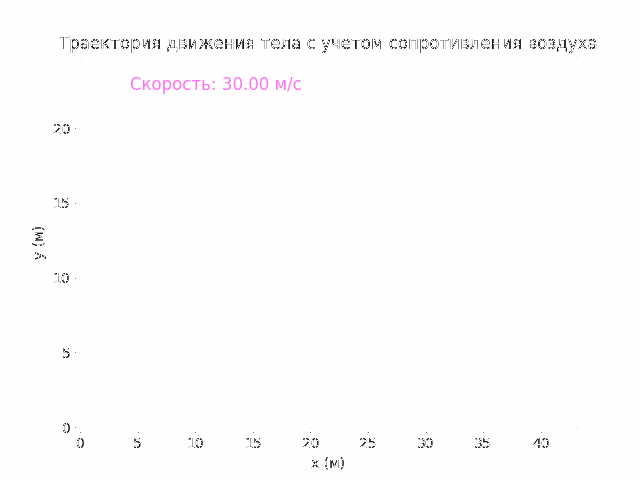 Траектория движения тела с учетом сопротивления воздуха
Скорость: 30.00 м/с
20
15
10
5
0
y (м)
0 5 10 15 20 25 30 35 40
x (м)